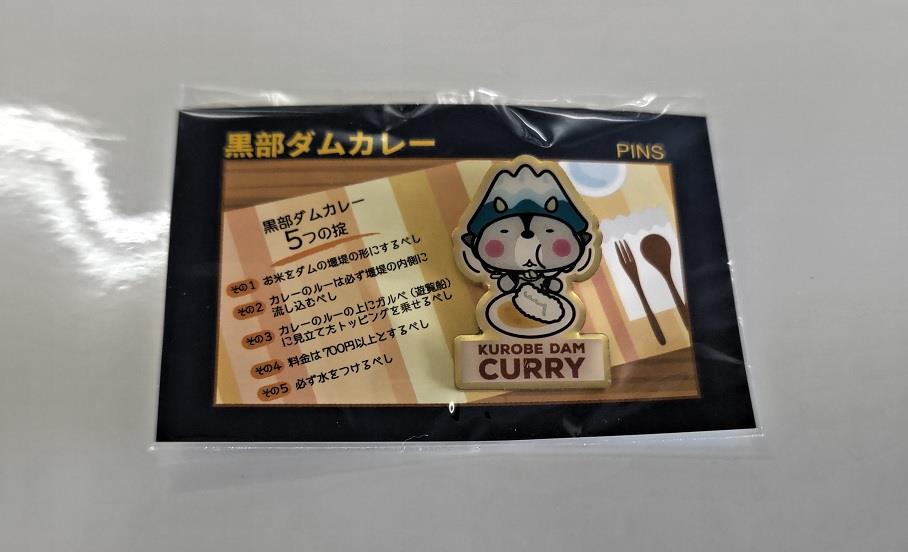 黒部ダムカレー
PINS
黒部ダムカレー
5つの掟
その1 お米をダムの堰堤の形にするべし
その2 カレーのルーは必ず堰堤の内側に
流し込むべし
その3 カレーのルーの上にガルベ(遊覧船)
に見立てたトッピングを乗せるべし
その4 料金は700円以上とするべし
その5 必ず水をつけるべし
KUROBE DAM
CURRY